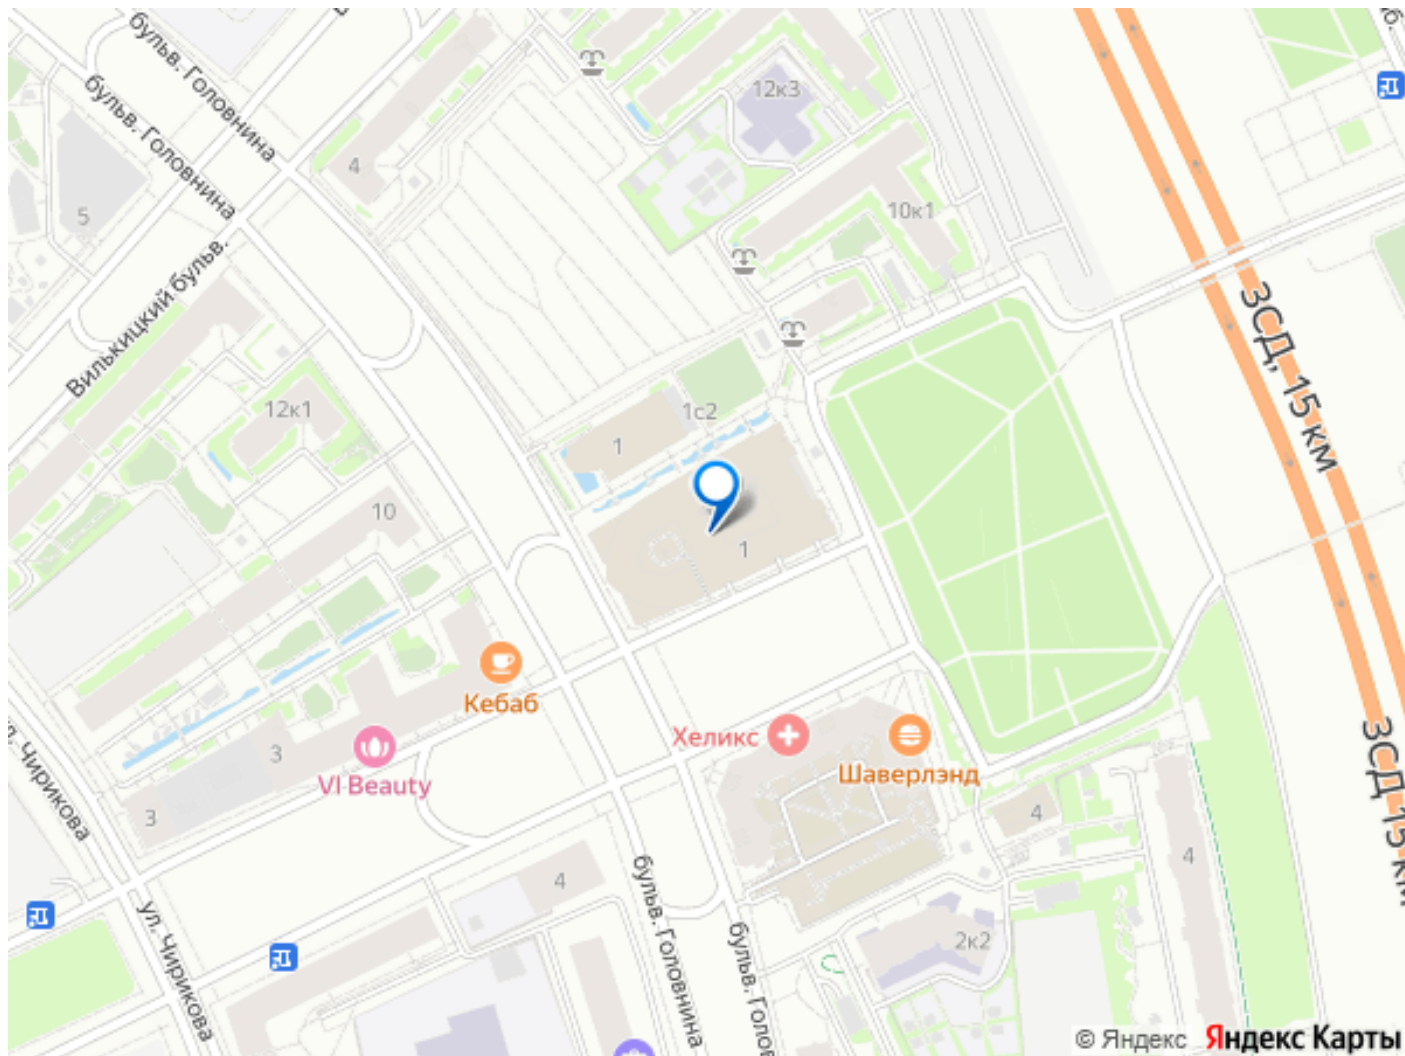 бульв. Головнина
бульв. Головнина
12к3
4
5
10к1
Вилькицкий бульв.
ЗСД, 15 км
12к1
1с2
1
10
1
Кебаб
Хеликс
3
VI Beauty
Шаверлэнд
ЗСД 15 км
Чирикова
3
4
4
4
бульв. Головнина
ул. Чирикова
бульв. Голов
2к2
© Яндекс Яндекс Карты